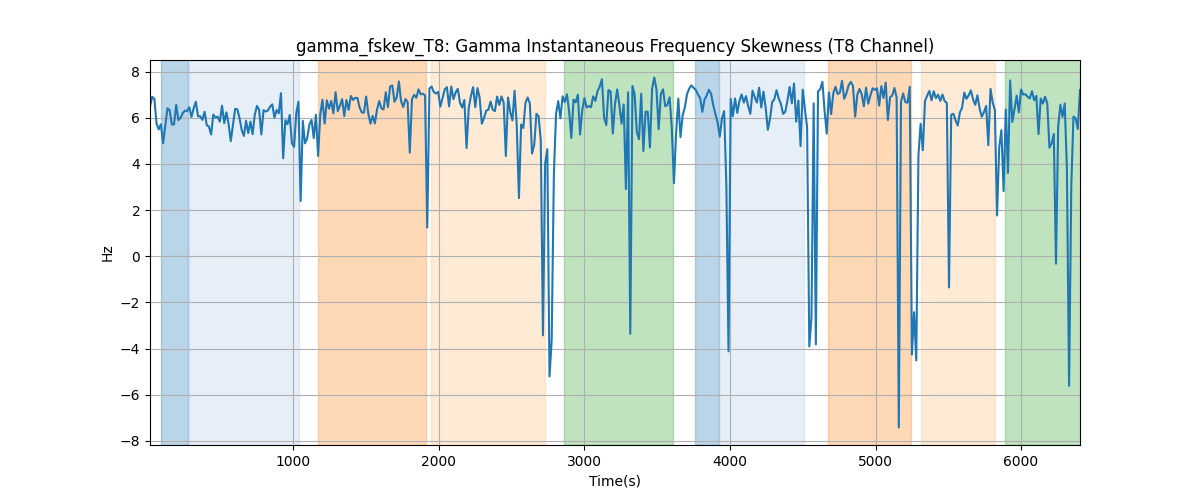 gamma_fskew_T8: Gamma Instantaneous Frequency Skewness (T8 Channel)
8
6
4
2
0
−2
−4
−6
−8
Hz
1000 2000 3000 4000 5000 6000
Time(s)